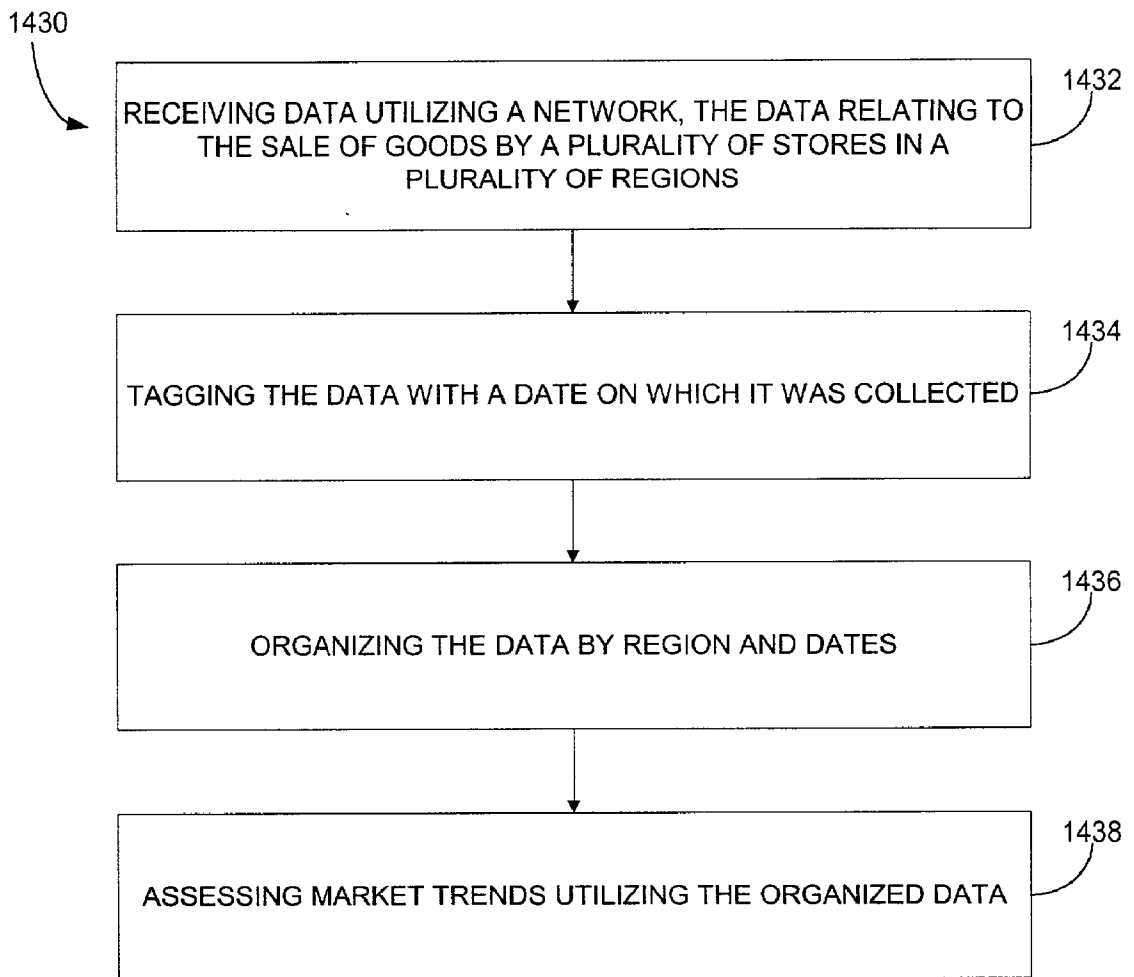 1430
RECEIVING DATA UTILIZING A NETWORK, THE DATA RELATING TO
THE SALE OF GOODS BY A PLURALITY OF STORES IN A
PLURALITY OF REGIONS
1432
TAGGING THE DATA WITH A DATE ON WHICH IT WAS COLLECTED
1434
ORGANIZING THE DATA BY REGION AND DATES
1436
ASSESSING MARKET TRENDS UTILIZING THE ORGANIZED DATA
1438